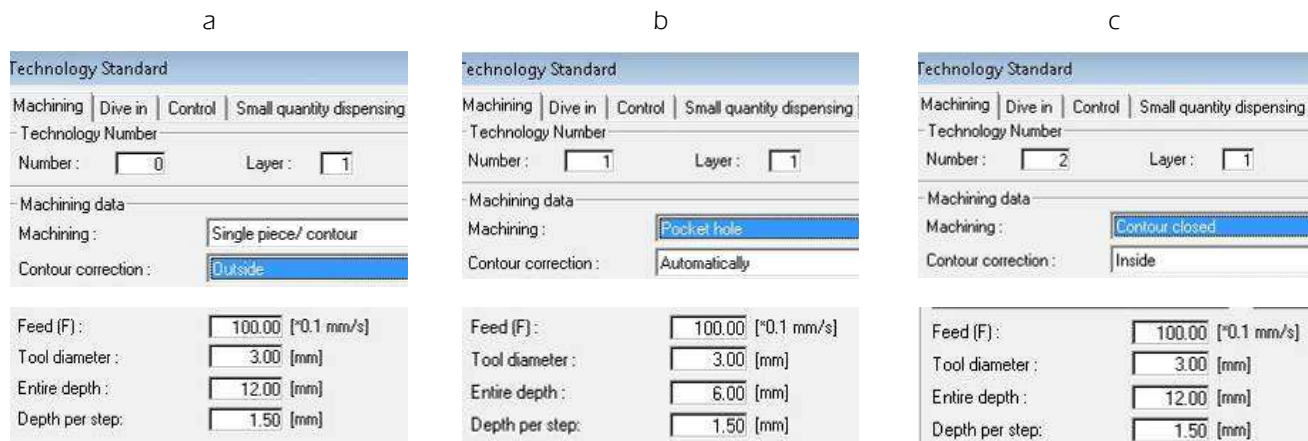 a
Technology Standard
Machining Dive in Control Small quantity dispensing
Technology Number
Number : 0 Layer : 1
Machining data
Machining : Single piece/ contour
Contour correction : Outside
Feed (F) : 100.00 [*0.1 mm/s]
Tool diameter : 3.00 [mm]
Entire depth : 12.00 [mm]
Depth per step: 1.50 [mm]
b
Technology Standard
Machining Dive in Control Small quantity dispensing
Technology Number
Number : 1 Layer : 1
Machining data
Machining : Pocket hole
Contour correction : Automatically
Feed (F) : 100.00 [*0.1 mm/s]
Tool diameter : 3.00 [mm]
Entire depth : 6.00 [mm]
Depth per step: 1.50 [mm]
c
Technology Standard
Machining Dive in Control Small quantity dispensing
Technology Number
Number : 2 Layer : 1
Machining data
Machining : Contour closed
Contour correction : Inside
Feed (F) : 100.00 [*0.1 mm/s]
Tool diameter : 3.00 [mm]
Entire depth : 12.00 [mm]
Depth per step: 1.50 [mm]